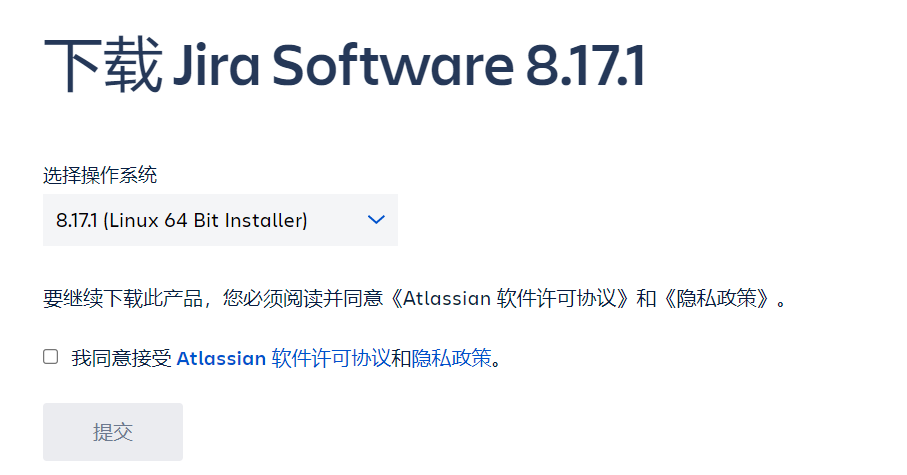 下载 Jira Software 8.17.1
选择操作系统
8.17.1 (Linux 64 Bit Installer)
要继续下载此产品，您必须阅读并同意《Atlassian 软件许可协议》和《隐私政策》。
我同意接受 Atlassian 软件许可协议和隐私政策。
提交